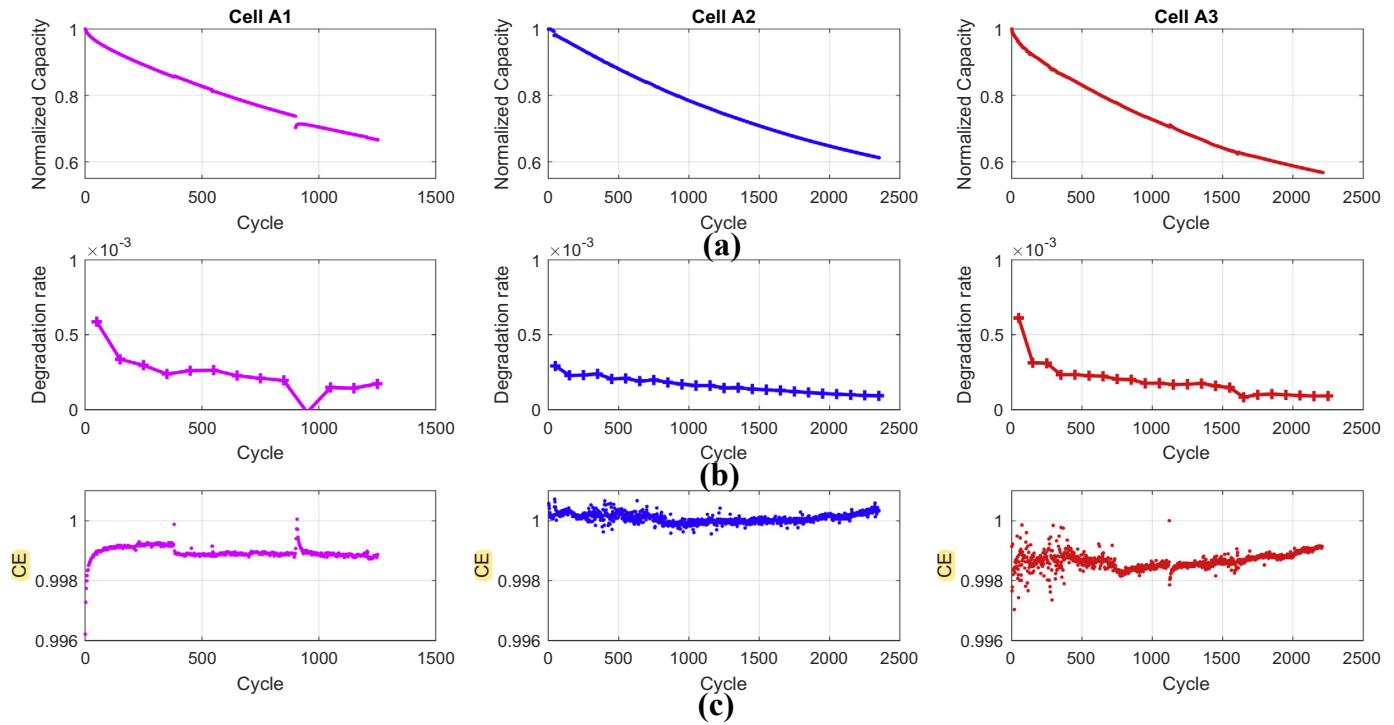 Cell A1
Cell A2
Cell A3
Normalized Capacity
1
0.8
0.6
0 500 1000 1500
Cycle
Normalized Capacity
1
0.8
0.6
0 500 1000 1500 2000 2500
Cycle
Normalized Capacity
1
0.8
0.6
0 500 1000 1500 2000 2500
Cycle
(a)
×10⁻³
Degradation rate
1
0.5
0
0 500 1000 1500
Cycle
×10⁻³
Degradation rate
1
0.5
0
0 500 1000 1500 2000 2500
Cycle
×10⁻³
Degradation rate
1
0.5
0
0 500 1000 1500 2000 2500
Cycle
(b)
CE
1
0.998
0.996
0 500 1000 1500
Cycle
CE
1
0.998
0.996
0 500 1000 1500 2000 2500
Cycle
CE
1
0.998
0.996
0 500 1000 1500 2000 2500
Cycle
(c)